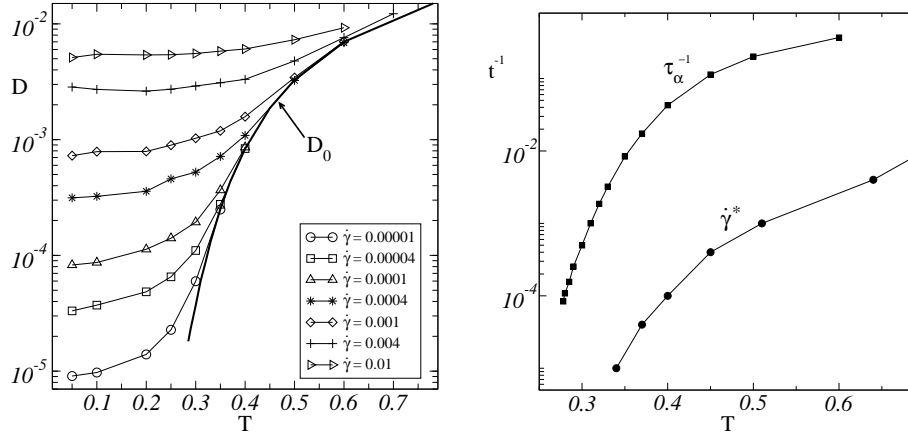 10⁻²
D
10⁻³
10⁻⁴
10⁻⁵
D₀
γ̇ = 0.00001
γ̇ = 0.00004
γ̇ = 0.0001
γ̇ = 0.0004
γ̇ = 0.001
γ̇ = 0.004
γ̇ = 0.01
0.1 0.2 0.3 0.4 0.5 0.6 0.7
T
t⁻¹
τα⁻¹
10⁻²
γ̇*
10⁻⁴
0.3 0.4 0.5 0.6
T